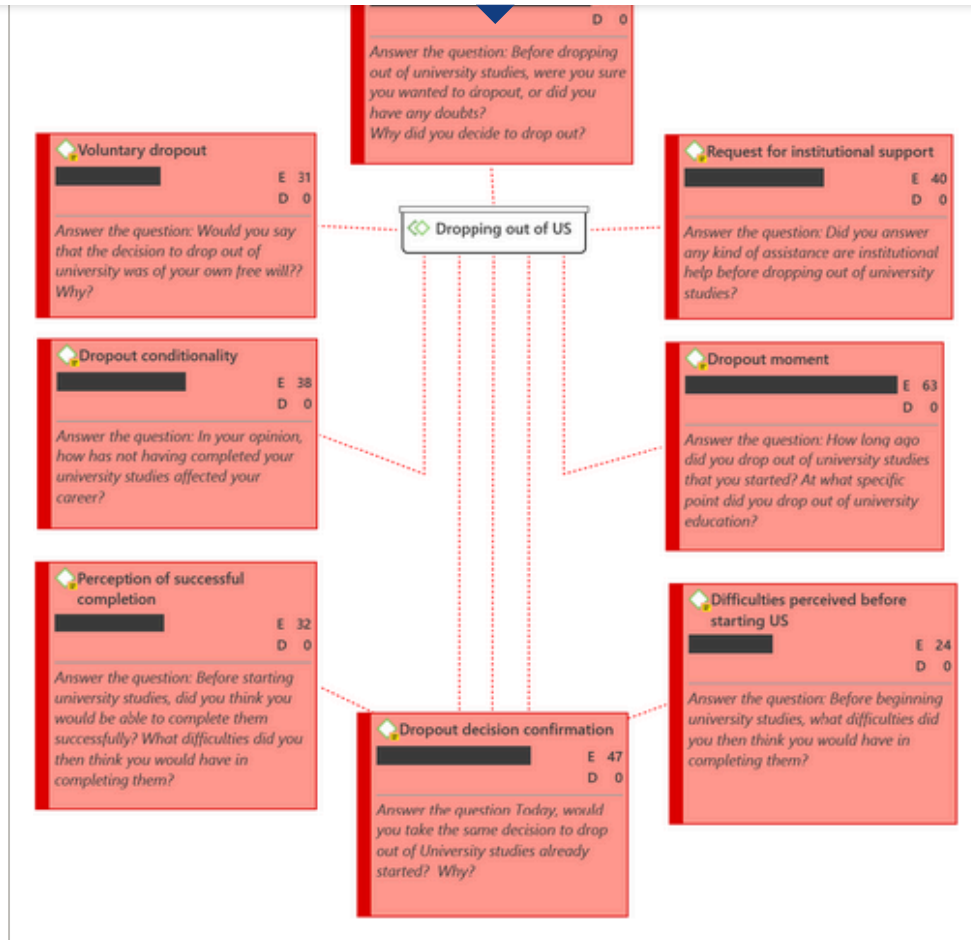 D 0
Answer the question: Before dropping
out of university studies, were you sure
you wanted to dropout, or did you
have any doubts?
Why did you decide to drop out?
Voluntary dropout
E 31
D 0
Answer the question: Would you say
that the decision to drop out of
university was of your own free will??
Why?
Dropping out of US
Request for institutional support
E 40
D 0
Answer the question: Did you answer
any kind of assistance are institutional
help before dropping out of university
studies?
Dropout conditionality
E 38
D 0
Answer the question: In your opinion,
how has not having completed your
university studies affected your
career?
Dropout moment
E 63
D 0
Answer the question: How long ago
did you drop out of university studies
that you started? At what specific
point did you drop out of university
education?
Perception of successful
completion
E 32
D 0
Answer the question: Before starting
university studies, did you think you
would be able to complete them
successfully? What difficulties did you
then think you would have in
completing them?
Difficulties perceived before
starting US
E 24
D 0
Answer the question: Before beginning
university studies, what difficulties did
you then think you would have in
completing them?
Dropout decision confirmation
E 47
D 0
Answer the question Today, would
you take the same decision to drop
out of University studies already
started? Why?